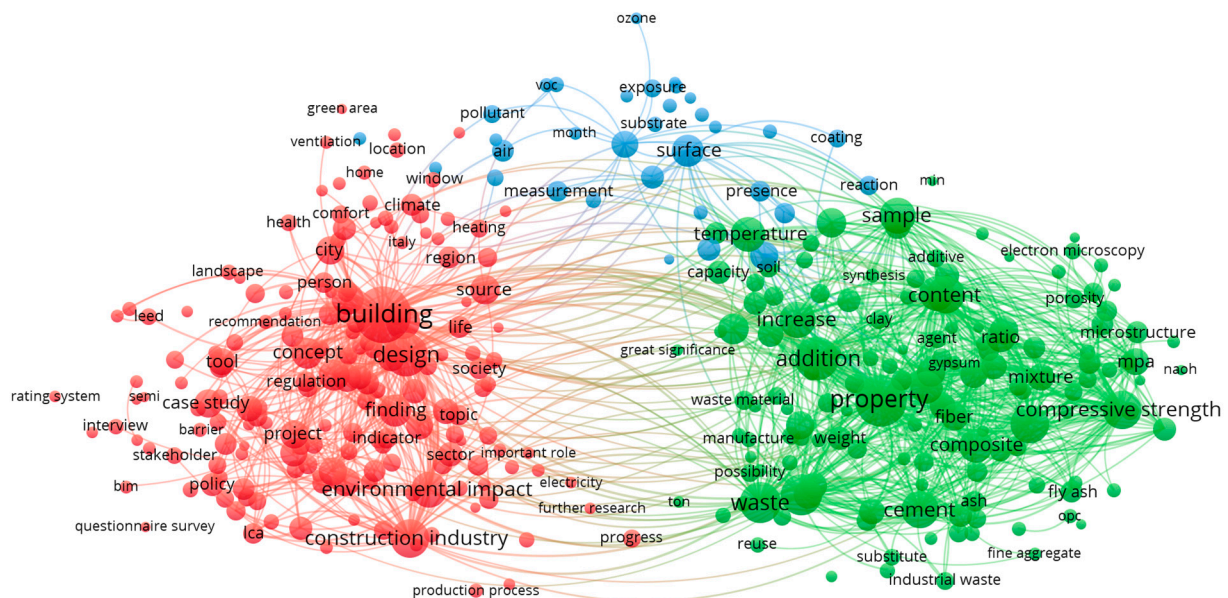 ozone
voc
exposure
green area
pollutant
substrate
month
ventilation
location
air
surface
coating
home
window
measurement
presence
reaction
min
health
comfort
climate
sample
city
italy
heating
temperature
electron microscopy
landscape
person
region
capacity
soil
synthesis
additive
source
content
porosity
leed
recommendation
building
life
increase
clay
microstructure
tool
concept
design
great significance
addition
agent
ratio
mpa
society
gypsum
naoh
regulation
mixture
rating system
semi
case study
finding
topic
waste material
property
fiber
compressive strength
interview
barrier
project
indicator
manufacture
weight
composite
stakeholder
sector
important role
possibility
bim
policy
environmental impact
electricity
fly ash
ton
waste
cement
ash
further research
opc
questionnaire survey
lca
construction industry
progress
reuse
substitute
fine aggregate
industrial waste
production process